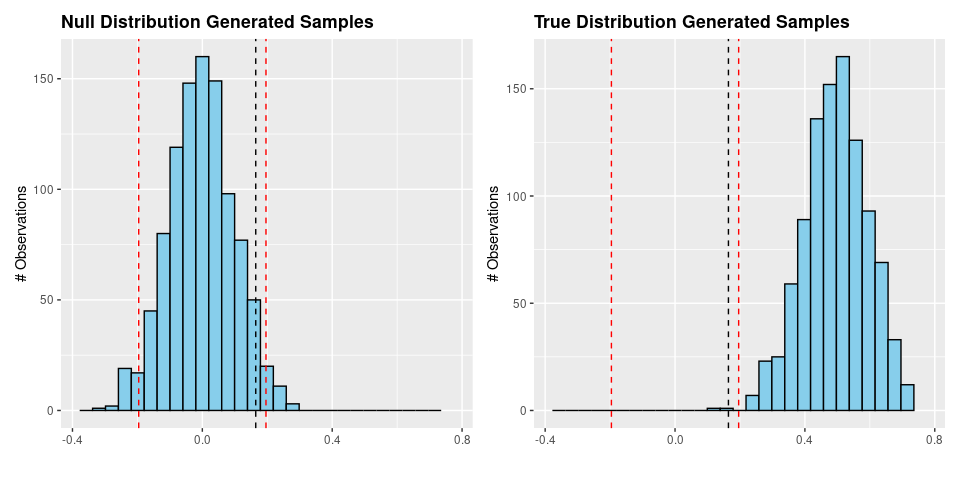 Null Distribution Generated Samples
# Observations
150
100
50
0
-0.4 0.0 0.4 0.8
True Distribution Generated Samples
# Observations
150
100
50
0
-0.4 0.0 0.4 0.8